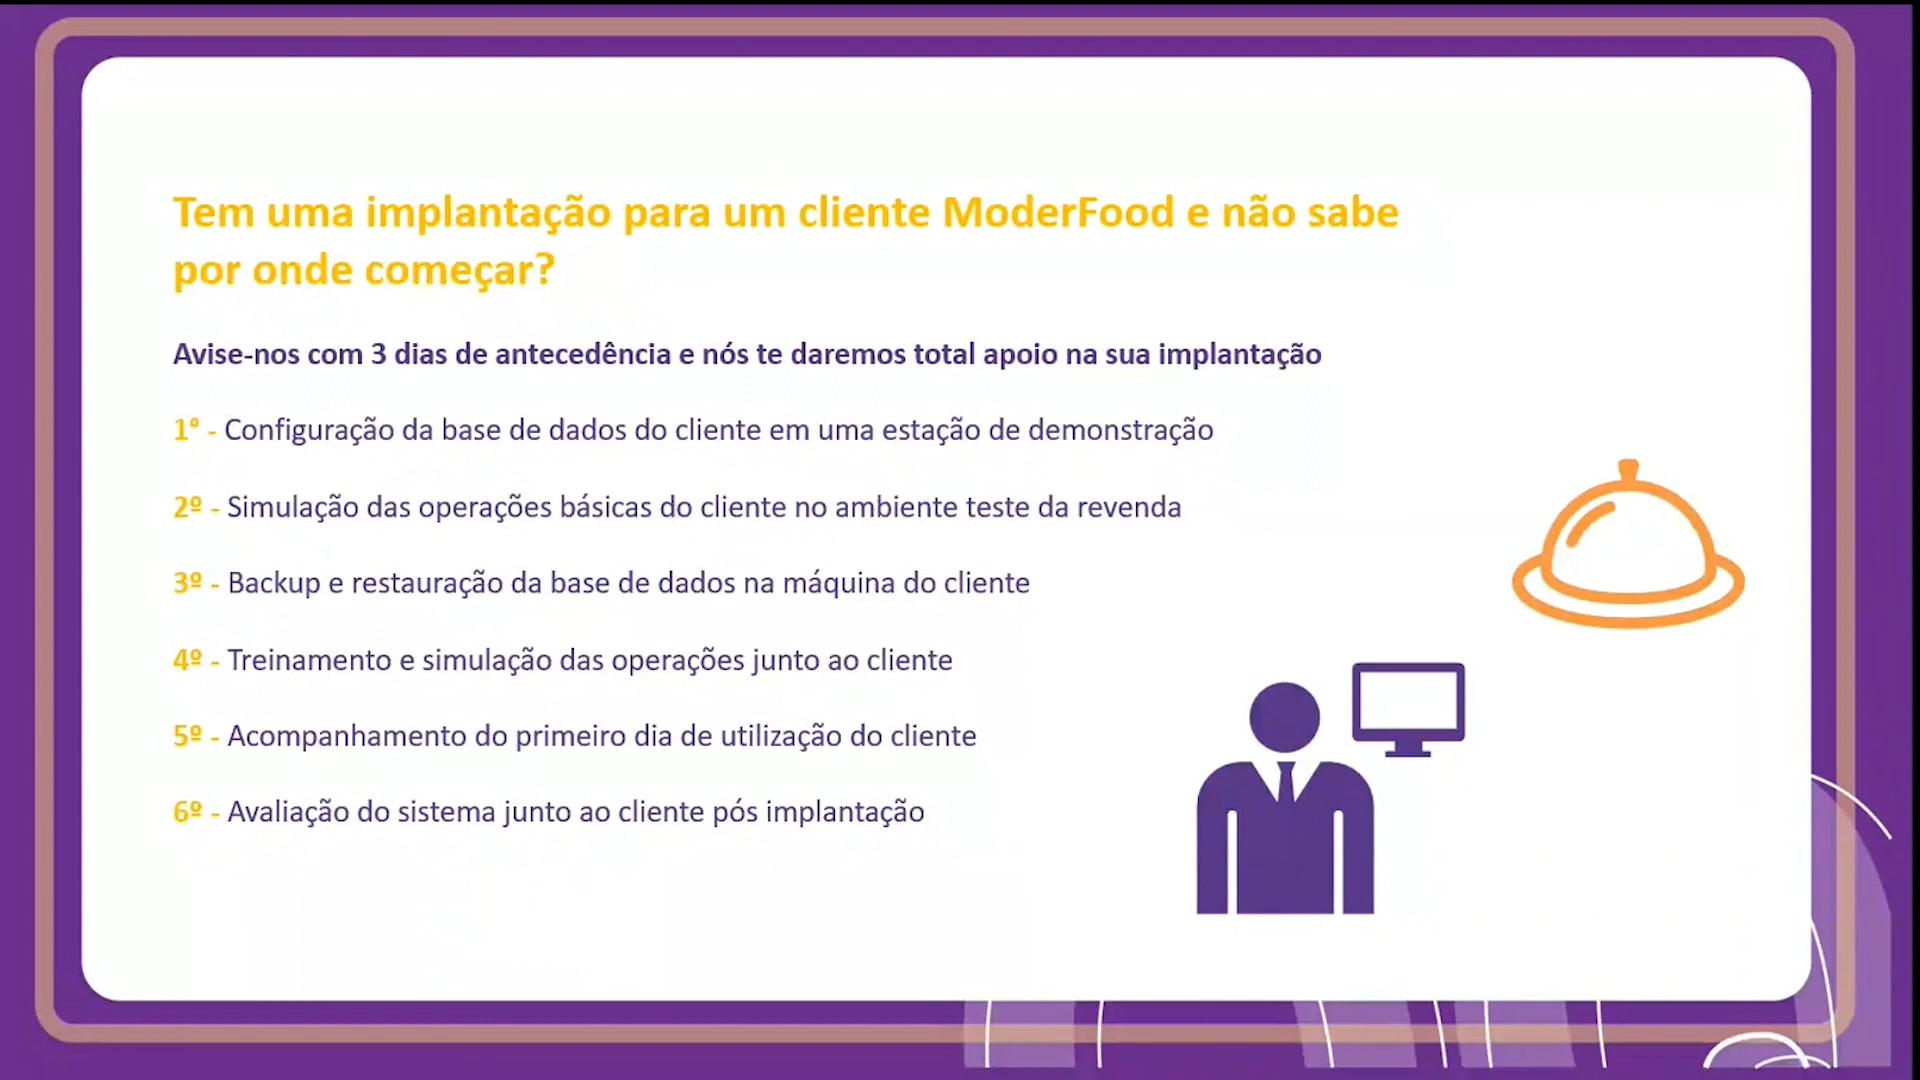 Tem uma implantação para um cliente ModerFood e não sabe
por onde começar?
Avise-nos com 3 dias de antecedência e nós te daremos total apoio na sua implantação
1° - Configuração da base de dados do cliente em uma estação de demonstração
2º - Simulação das operações básicas do cliente no ambiente teste da revenda
3º - Backup e restauração da base de dados na máquina do cliente
4º - Treinamento e simulação das operações junto ao cliente
5º - Acompanhamento do primeiro dia de utilização do cliente
6º - Avaliação do sistema junto ao cliente pós implantação